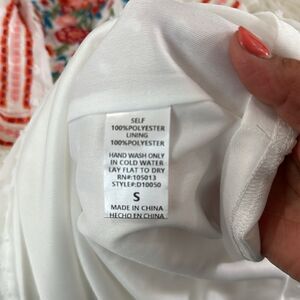 SELF
100%POLYESTER
LINING
100%POLYESTER
HAND WASH ONLY
IN COLD WATER
LAY FLAT TO DRY
RN#:105013
STYLE#:D10050
S
MADE IN CHINA
HECHO EN CHINA